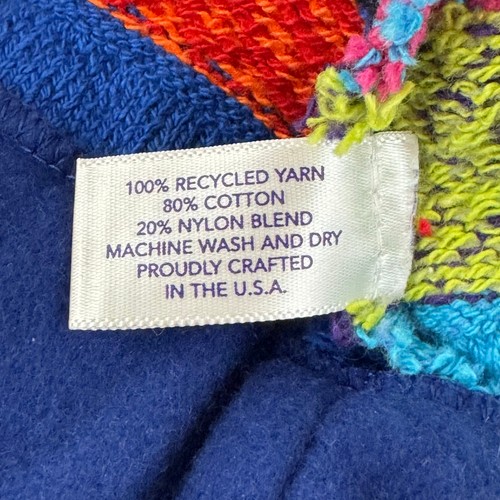 100% RECYCLED YARN
80% COTTON
20% NYLON BLEND
MACHINE WASH AND DRY
PROUDLY CRAFTED
IN THE U.S.A.